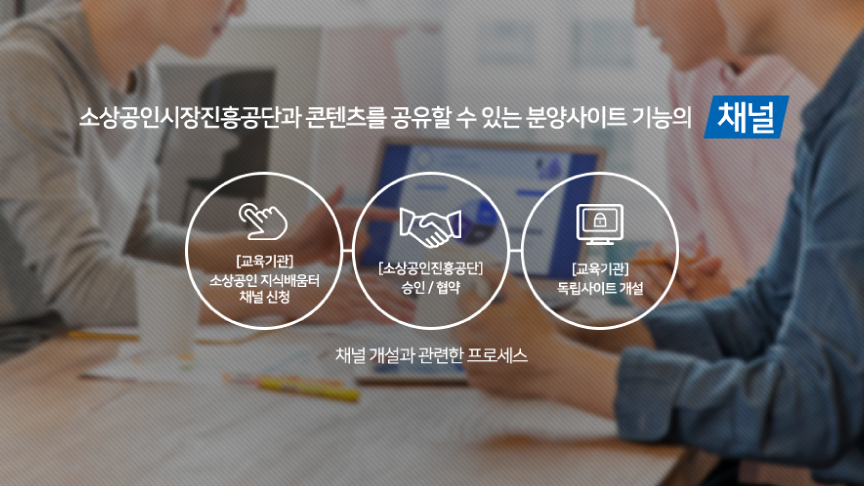 소상공인시장진흥공단과 콘텐츠를 공유할 수 있는 분양사이트 기능의 채널
[교육기관]
소상공인 지식배움터
채널 신청
[소상공인진흥공단]
승인 / 협약
[교육기관]
독립사이트 개설
채널 개설과 관련한 프로세스